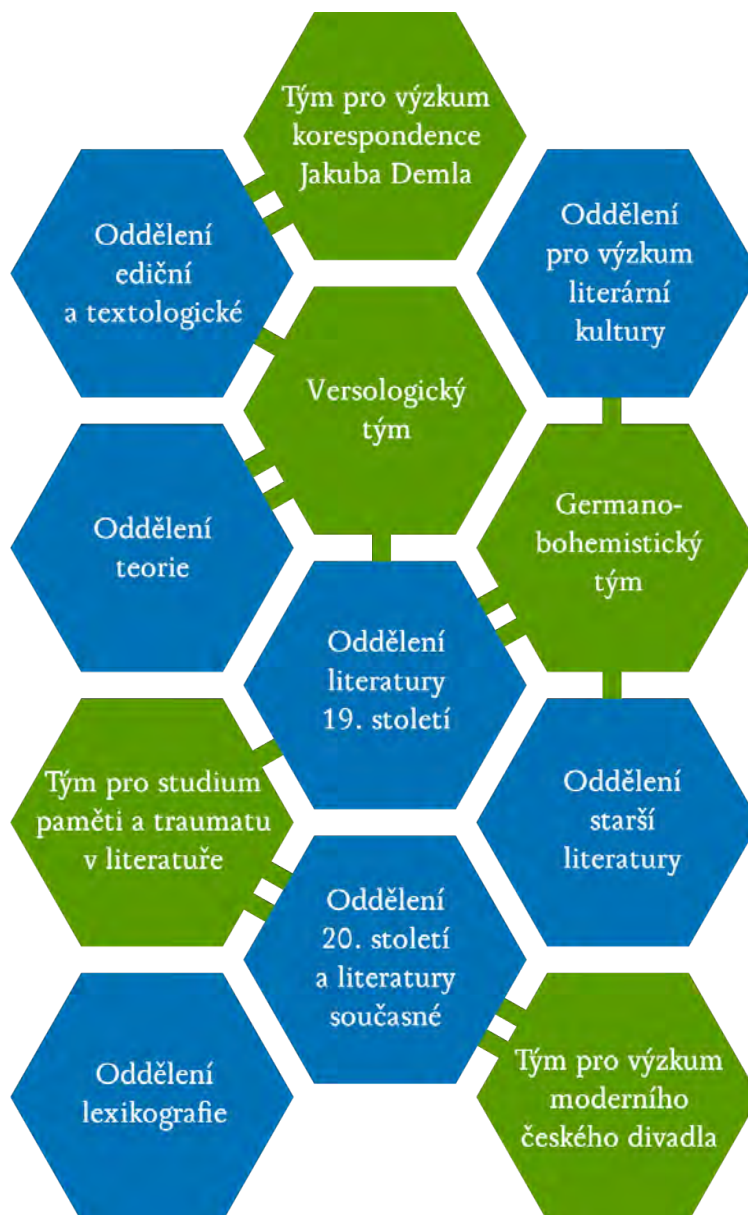 Tým pro výzkum
korespondence
Jakuba Demla
Oddělení
ediční
a textologické
Oddělení
pro výzkum
literární
kultury
Versologický
tým
Oddělení
teorie
Germano-
bohemistický
tým
Oddělení
literatury
19. století
Tým pro studium
paměti a traumatu
v literatuře
Oddělení
starší
literatury
Oddělení
20. století
a literatury
současné
Oddělení
lexikografie
Tým pro výzkum
moderního
českého divadla